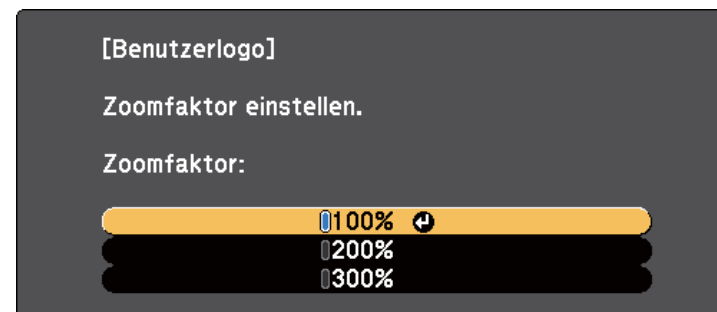 [Benutzerlogo]
Zoomfaktor einstellen.
Zoomfaktor:
100%
200%
300%